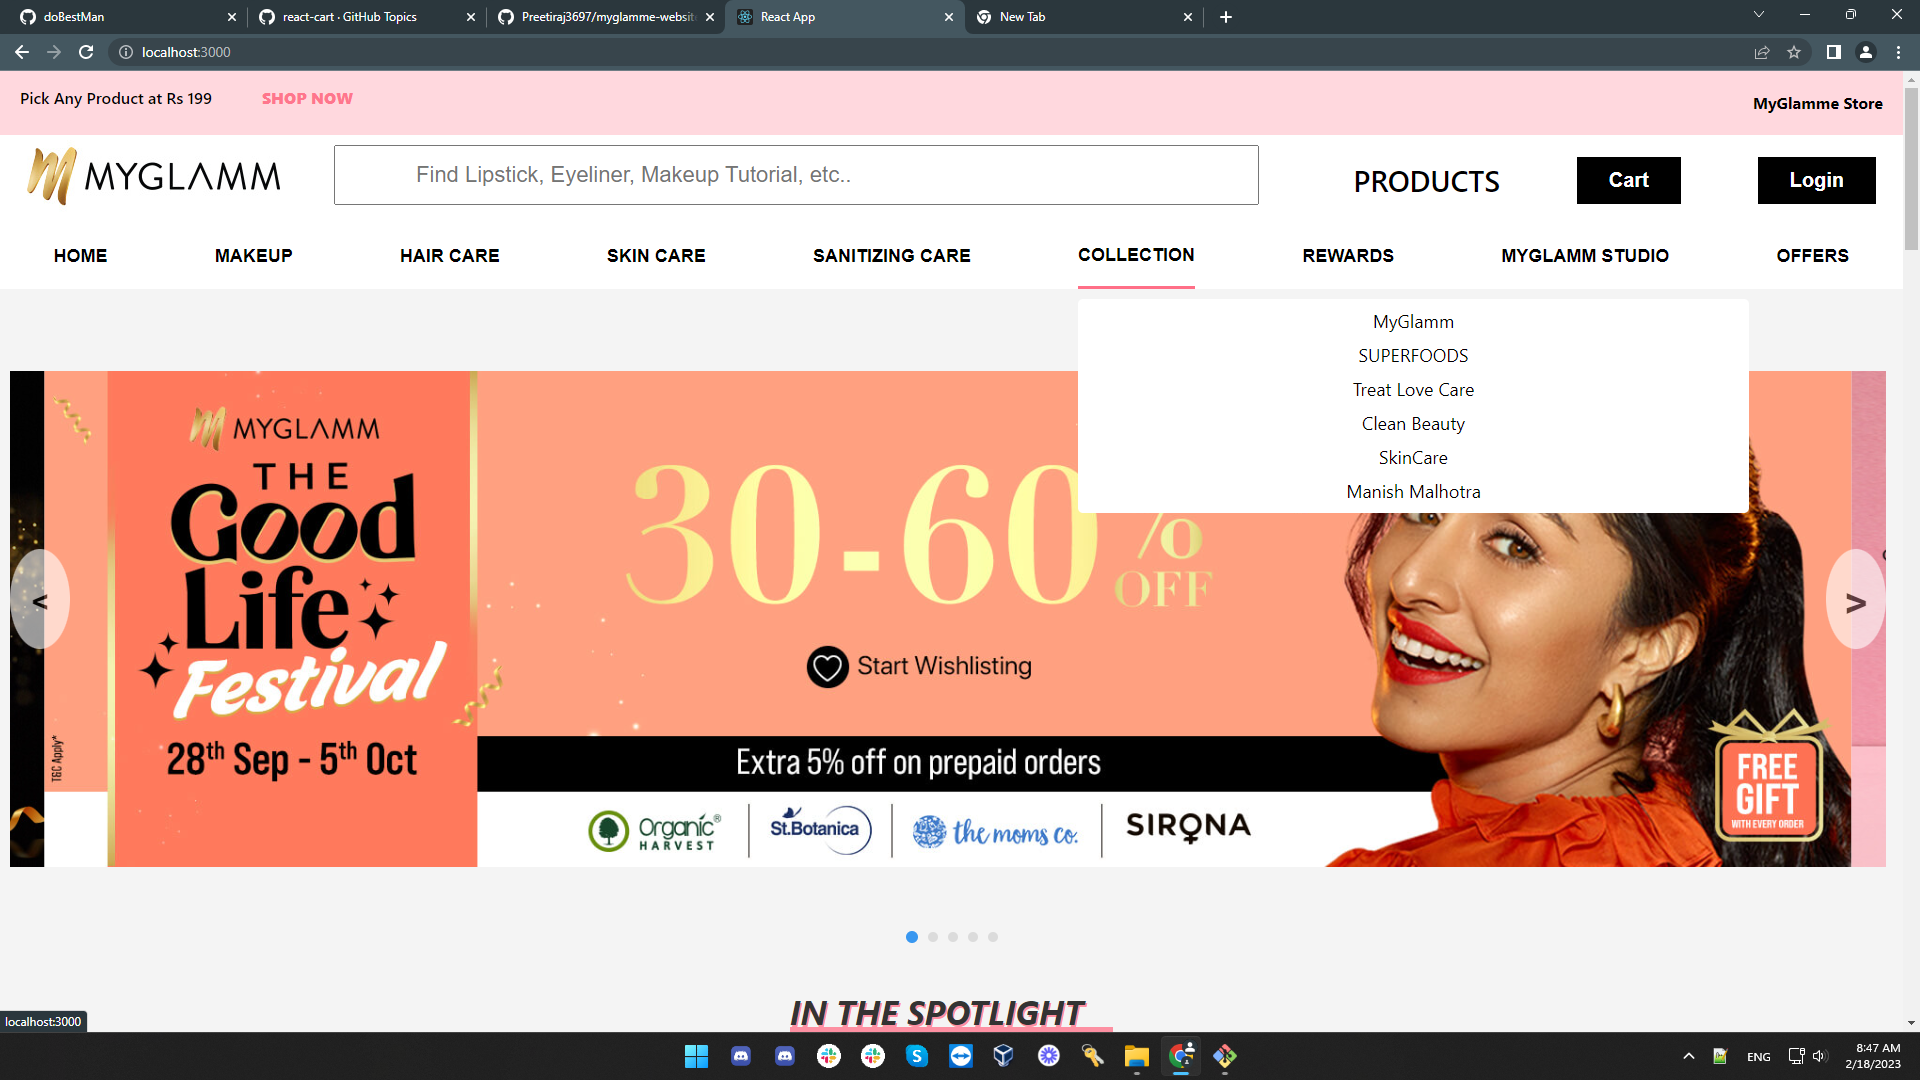 doBestMan
react-cart · GitHub Topics
Preetiraj3697/myglamme-websit
React App
New Tab
localhost:3000
Pick Any Product at Rs 199
SHOP NOW
MyGlamme Store
MYGLAMM
Find Lipstick, Eyeliner, Makeup Tutorial, etc..
PRODUCTS
Cart
Login
HOME
MAKEUP
HAIR CARE
SKIN CARE
SANITIZING CARE
COLLECTION
REWARDS
MYGLAMM STUDIO
OFFERS
MyGlamm
SUPERFOODS
Treat Love Care
Clean Beauty
SkinCare
Manish Malhotra
MYGLAMM
THE
Good
Life
Festival
28th Sep - 5th Oct
T&C Apply*
30-60%
OFF
Start Wishlisting
Extra 5% off on prepaid orders
Organic®
HARVEST
St.Botanica
the moms co.
SIRONA
FREE
GIFT
WITH EVERY ORDER
<
>
IN THE SPOTLIGHT
localhost:3000
ENG
8:47 AM
2/18/2023